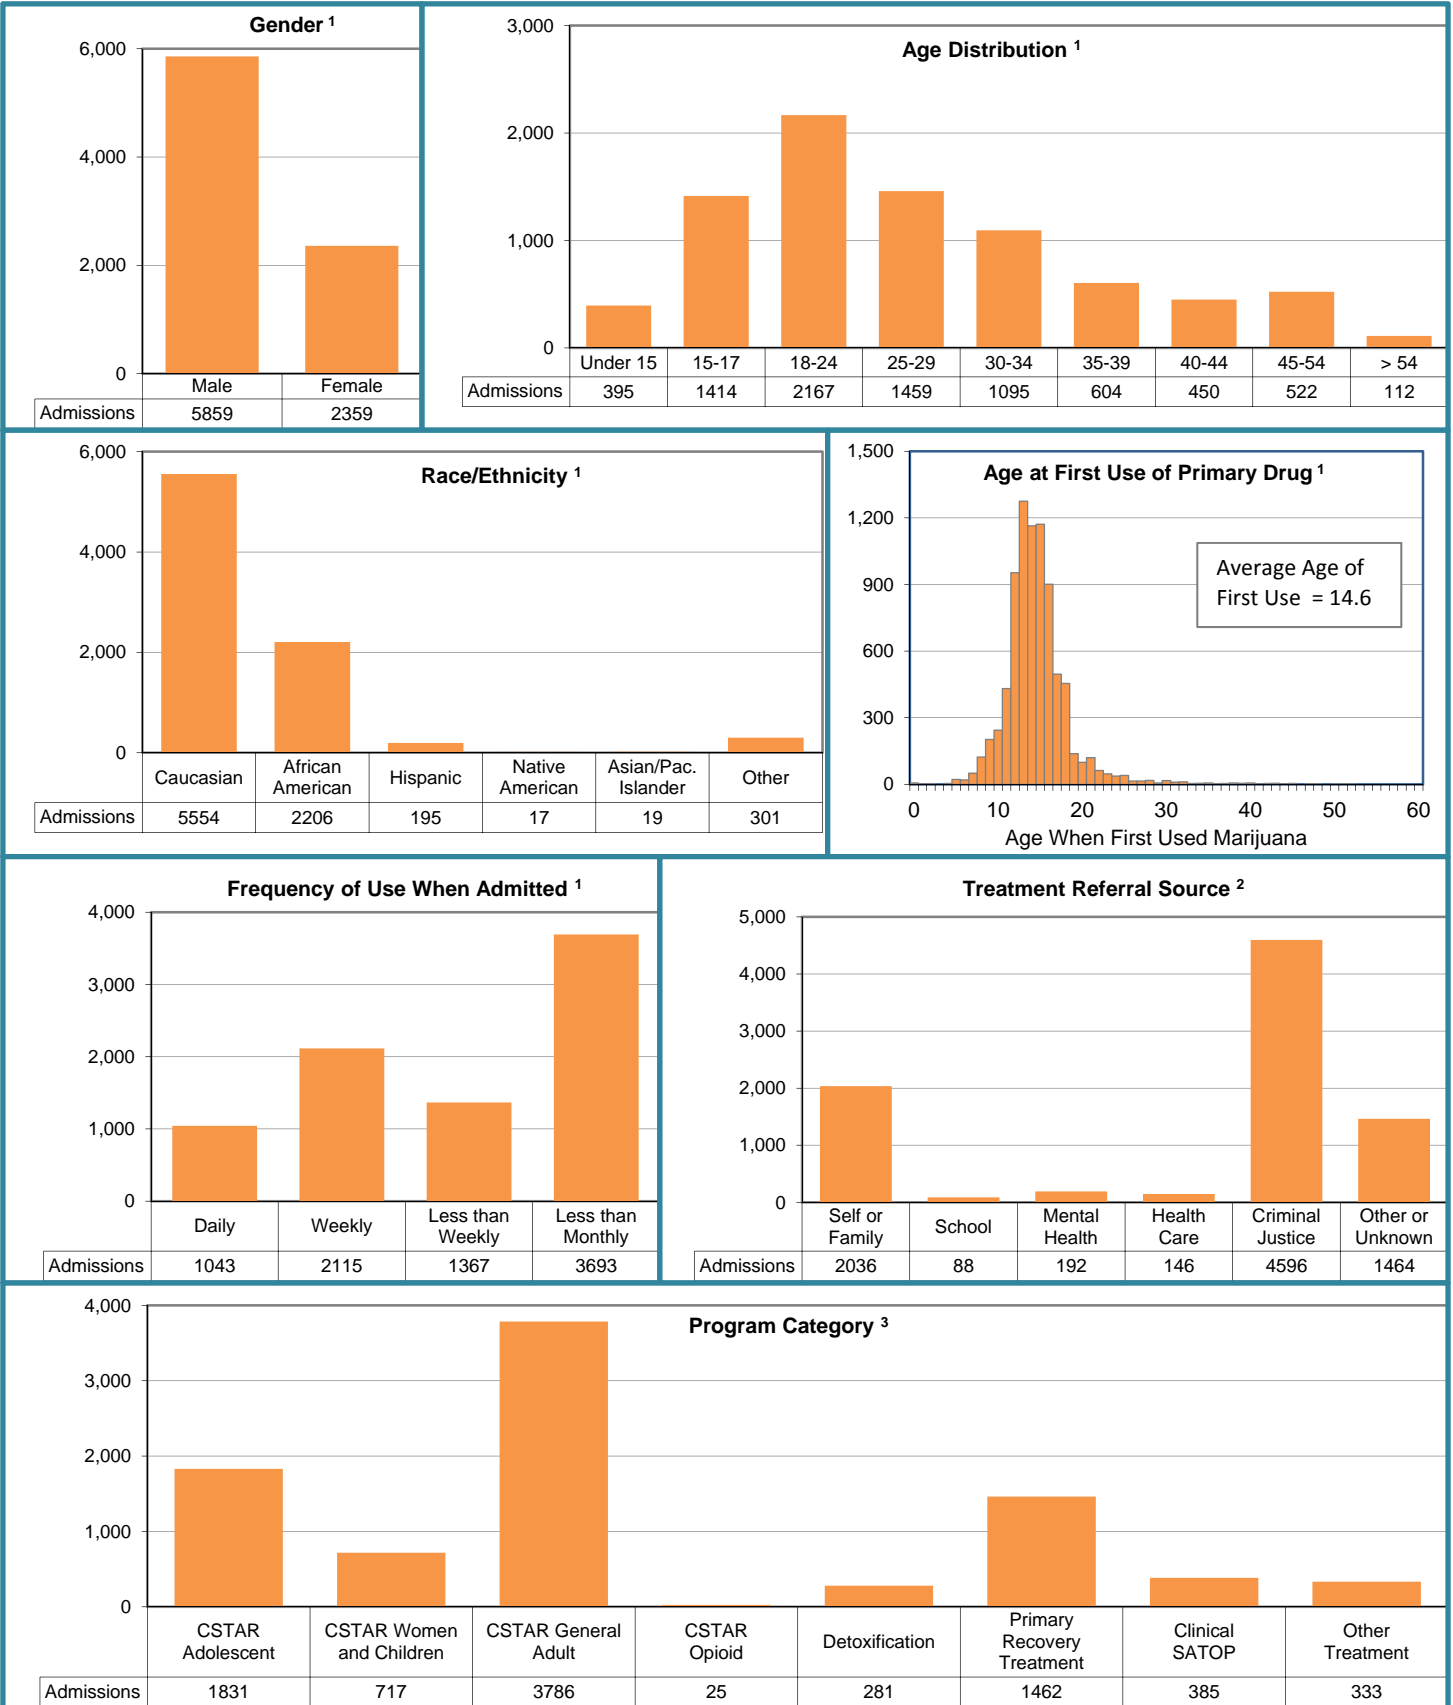 Gender 1
6,000
4,000
2,000
0
Male Female
Admissions 5859 2359
Age Distribution 1
3,000
2,000
1,000
0
Under 15 15-17 18-24 25-29 30-34 35-39 40-44 45-54 > 54
Admissions 395 1414 2167 1459 1095 604 450 522 112
Race/Ethnicity 1
6,000
4,000
2,000
0
Caucasian African American Hispanic Native American Asian/Pac. Islander Other
Admissions 5554 2206 195 17 19 301
Age at First Use of Primary Drug 1
1,500
1,200
900
600
300
0
Average Age of
First Use = 14.6
0 10 20 30 40 50 60
Age When First Used Marijuana
Frequency of Use When Admitted 1
4,000
3,000
2,000
1,000
0
Daily Weekly Less than Weekly Less than Monthly
Admissions 1043 2115 1367 3693
Treatment Referral Source 2
5,000
4,000
3,000
2,000
1,000
0
Self or Family School Mental Health Health Care Criminal Justice Other or Unknown
Admissions 2036 88 192 146 4596 1464
Program Category 3
4,000
3,000
2,000
1,000
0
CSTAR Adolescent CSTAR Women and Children CSTAR General Adult CSTAR Opioid Detoxification Primary Recovery Treatment Clinical SATOP Other Treatment
Admissions 1831 717 3786 25 281 1462 385 333